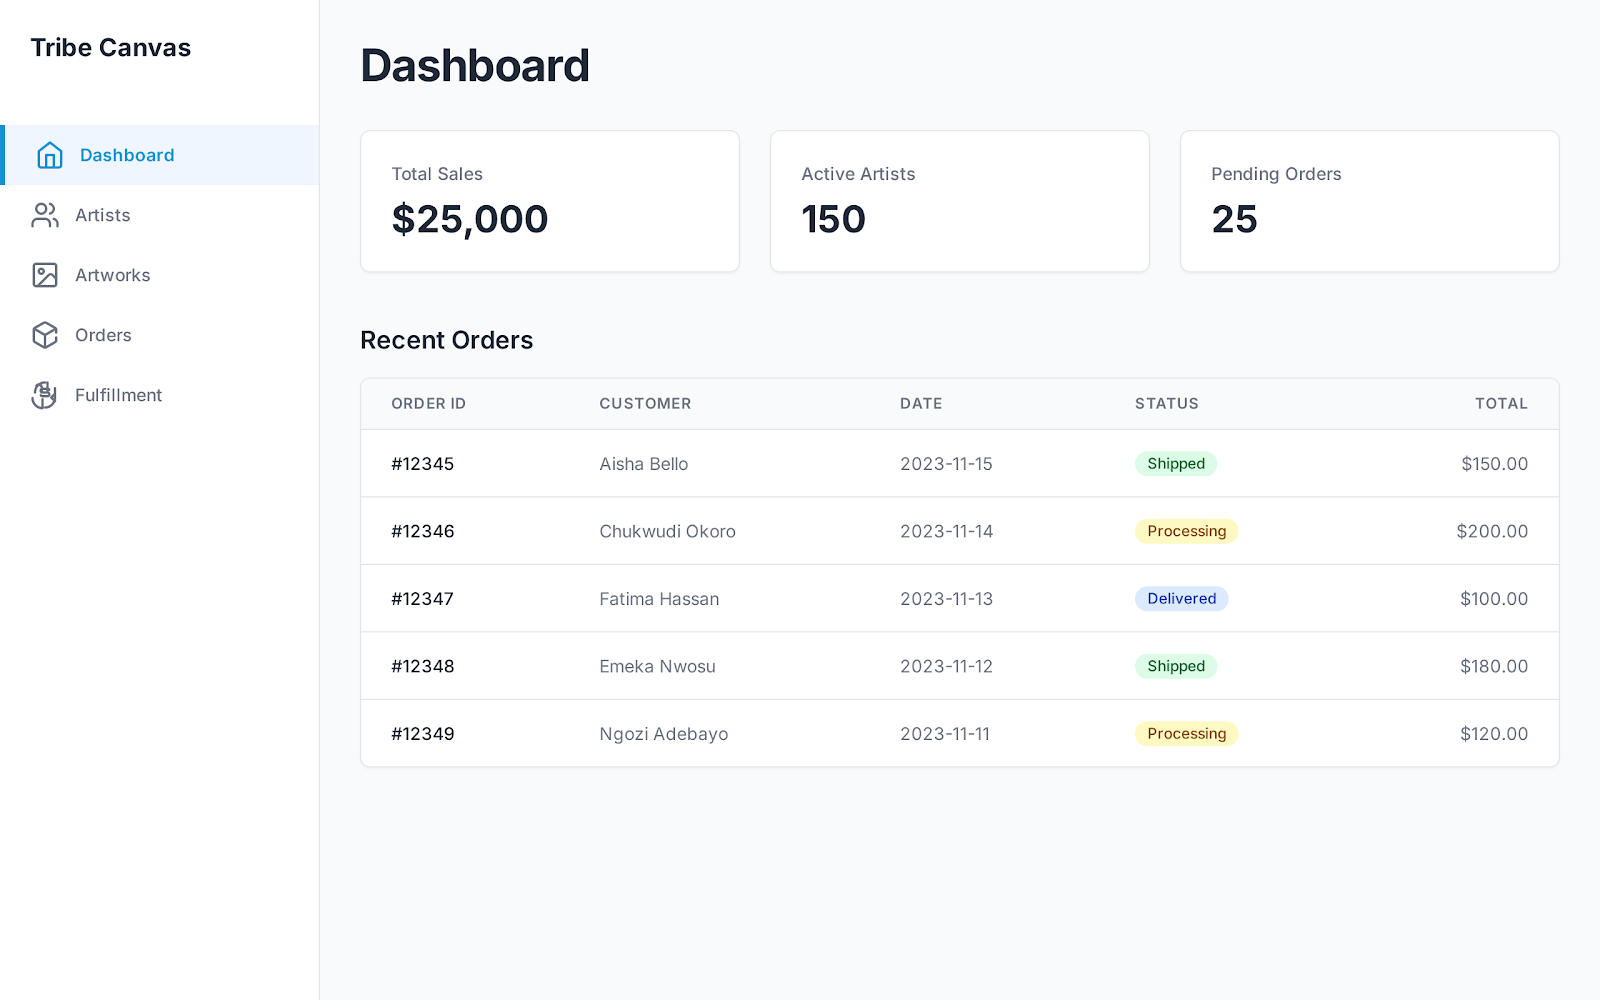 Tribe Canvas
Dashboard
Artists
Artworks
Orders
Fulfillment
Dashboard
Total Sales
$25,000
Active Artists
150
Pending Orders
25
Recent Orders
ORDER ID CUSTOMER DATE STATUS TOTAL
#12345 Aisha Bello 2023-11-15 Shipped $150.00
#12346 Chukwudi Okoro 2023-11-14 Processing $200.00
#12347 Fatima Hassan 2023-11-13 Delivered $100.00
#12348 Emeka Nwosu 2023-11-12 Shipped $180.00
#12349 Ngozi Adebayo 2023-11-11 Processing $120.00